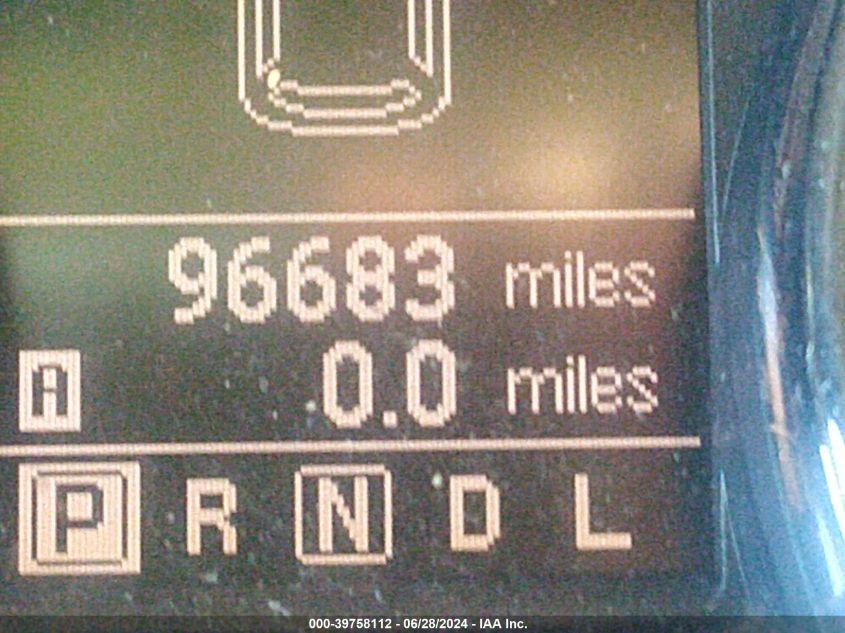 96683 miles
A 0.0 miles
P R N D L
000-39758112 - 06/28/2024 - IAA Inc.